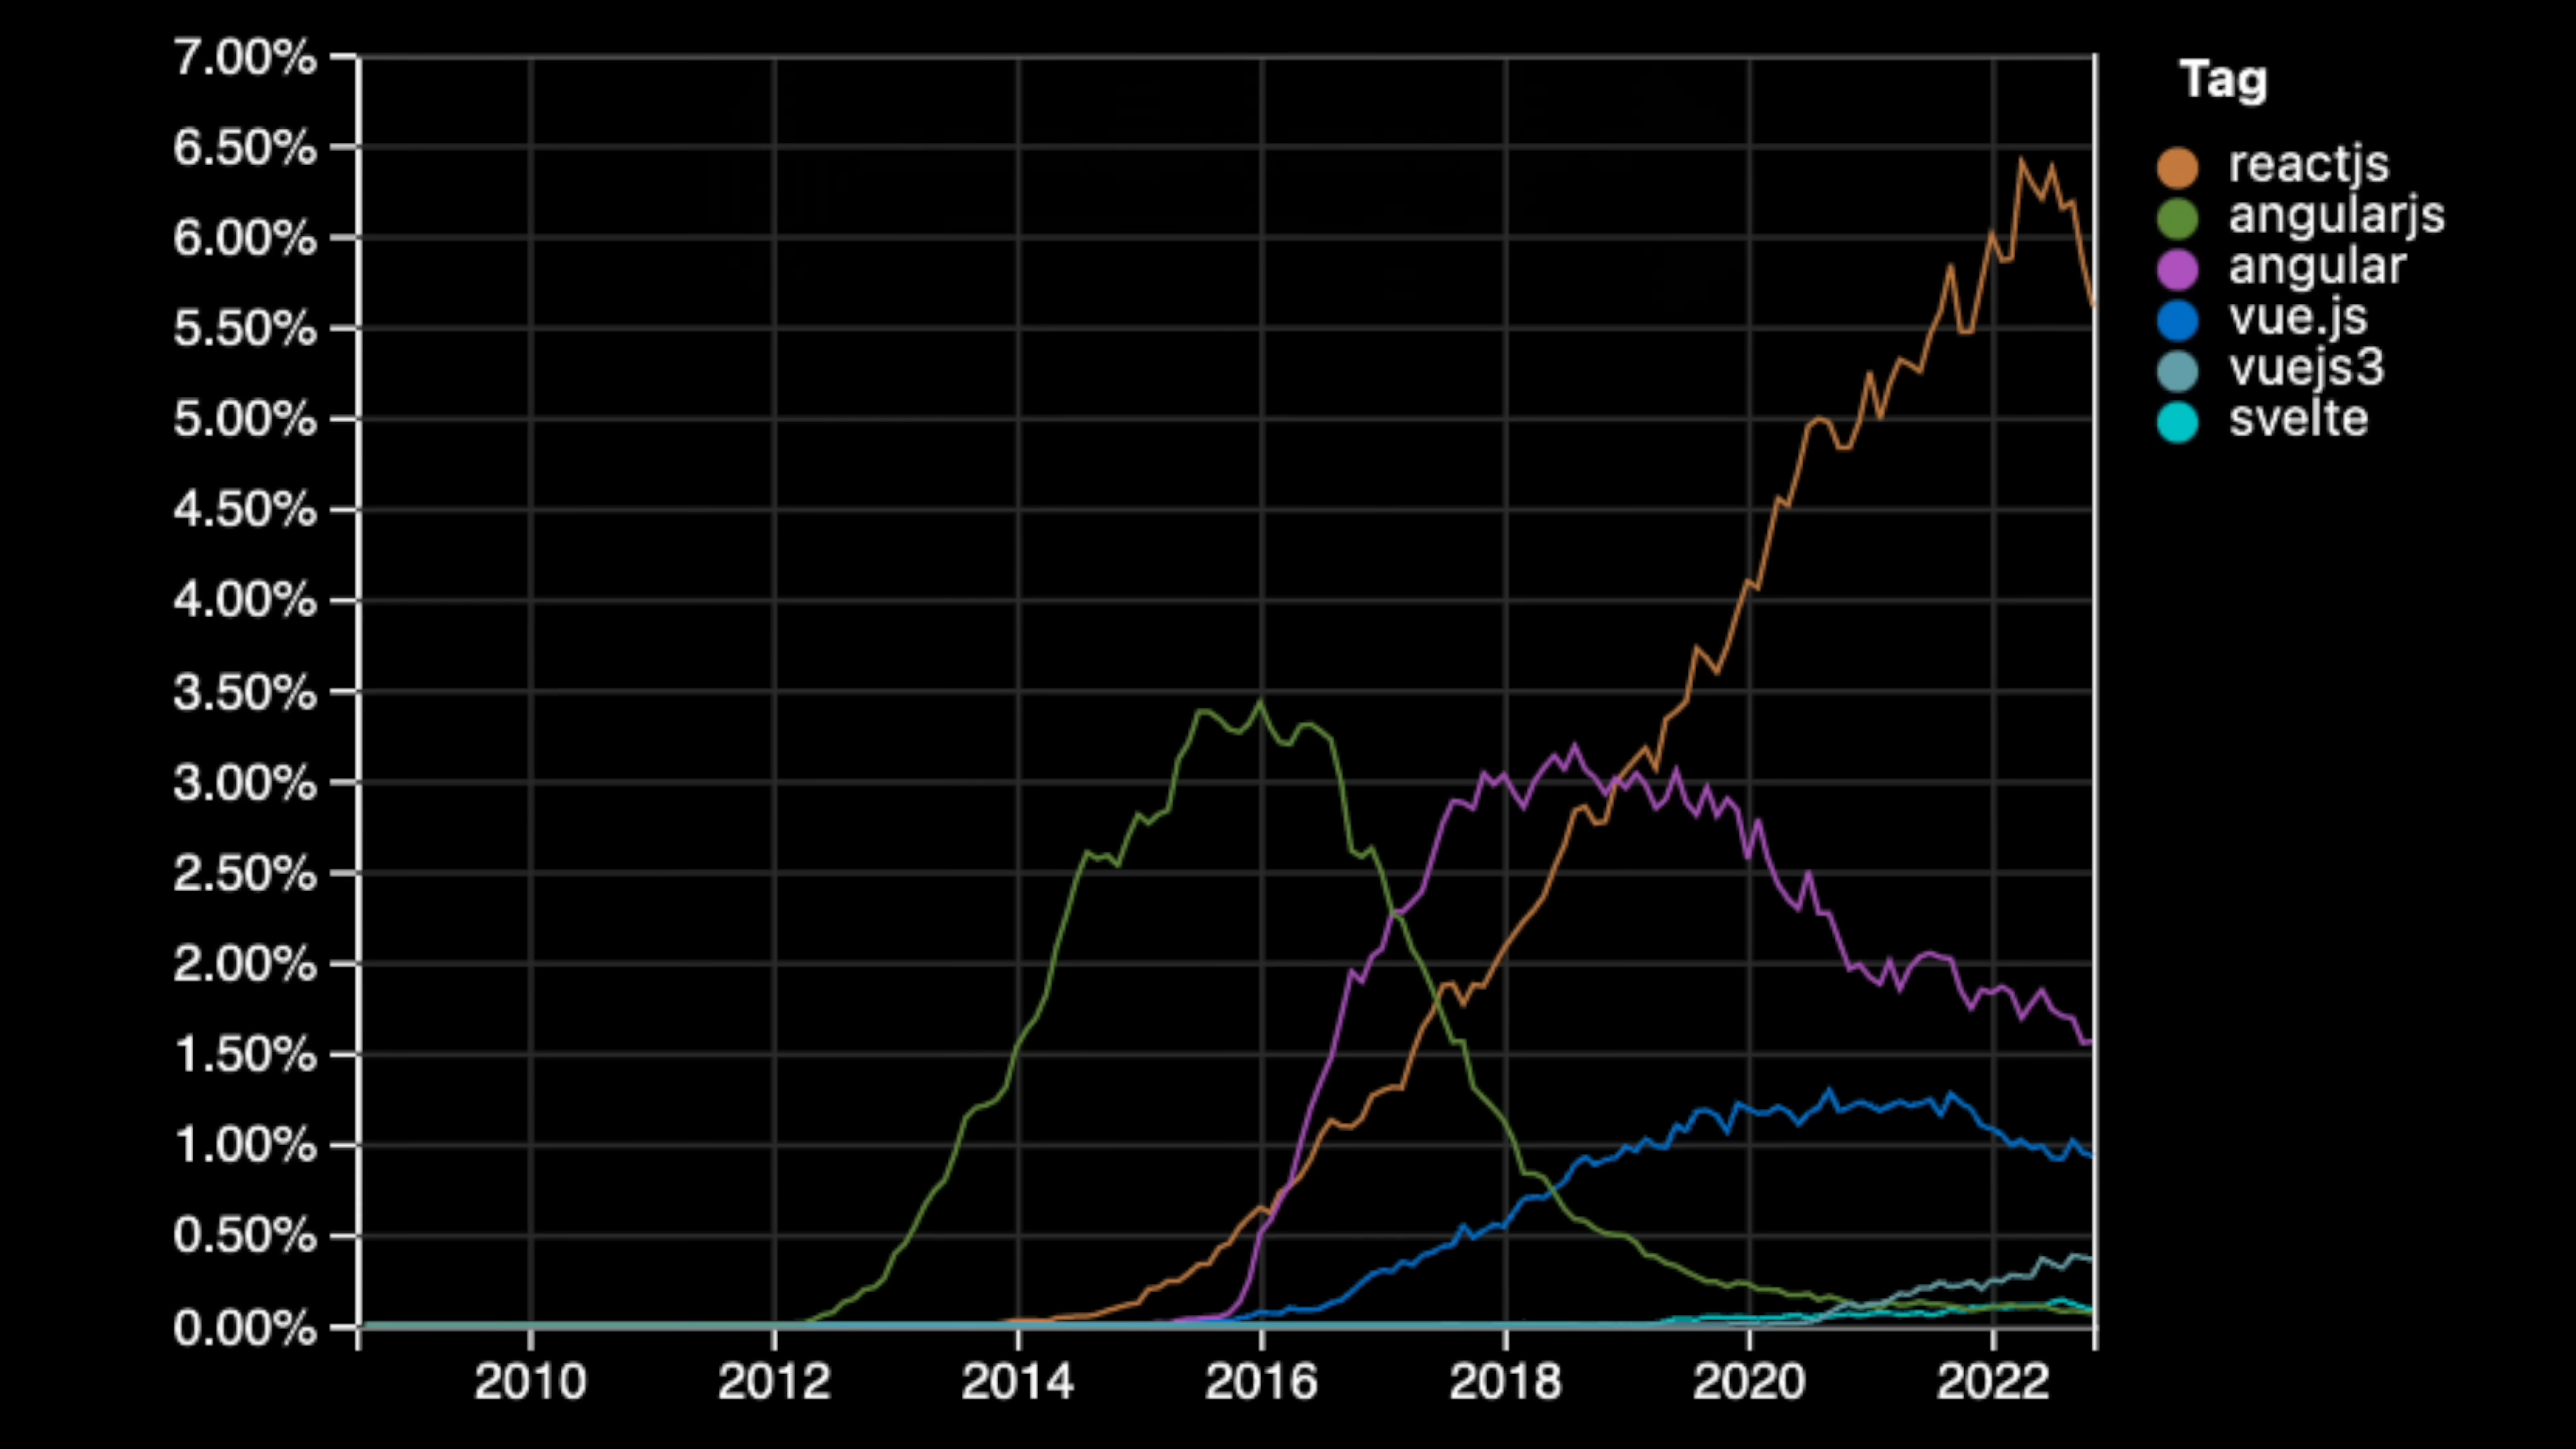 7.00%
6.50%
6.00%
5.50%
5.00%
4.50%
4.00%
3.50%
3.00%
2.50%
2.00%
1.50%
1.00%
0.50%
0.00%
2010 2012 2014 2016 2018 2020 2022
Tag
reactjs
angularjs
angular
vue.js
vuejs3
svelte